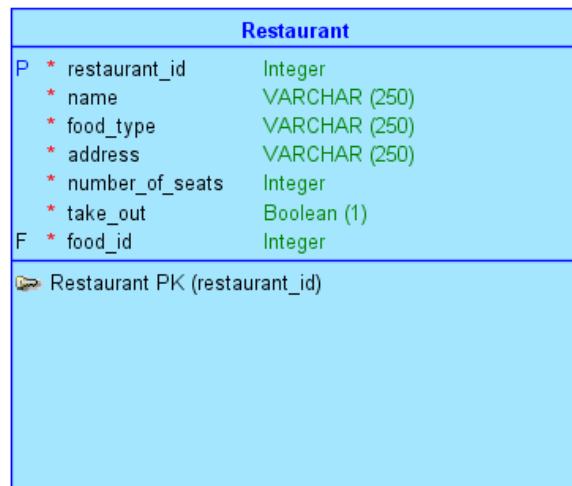 Restaurant
P * restaurant_id Integer
* name VARCHAR (250)
* food_type VARCHAR (250)
* address VARCHAR (250)
* number_of_seats Integer
* take_out Boolean (1)
F * food_id Integer
Restaurant PK (restaurant_id)